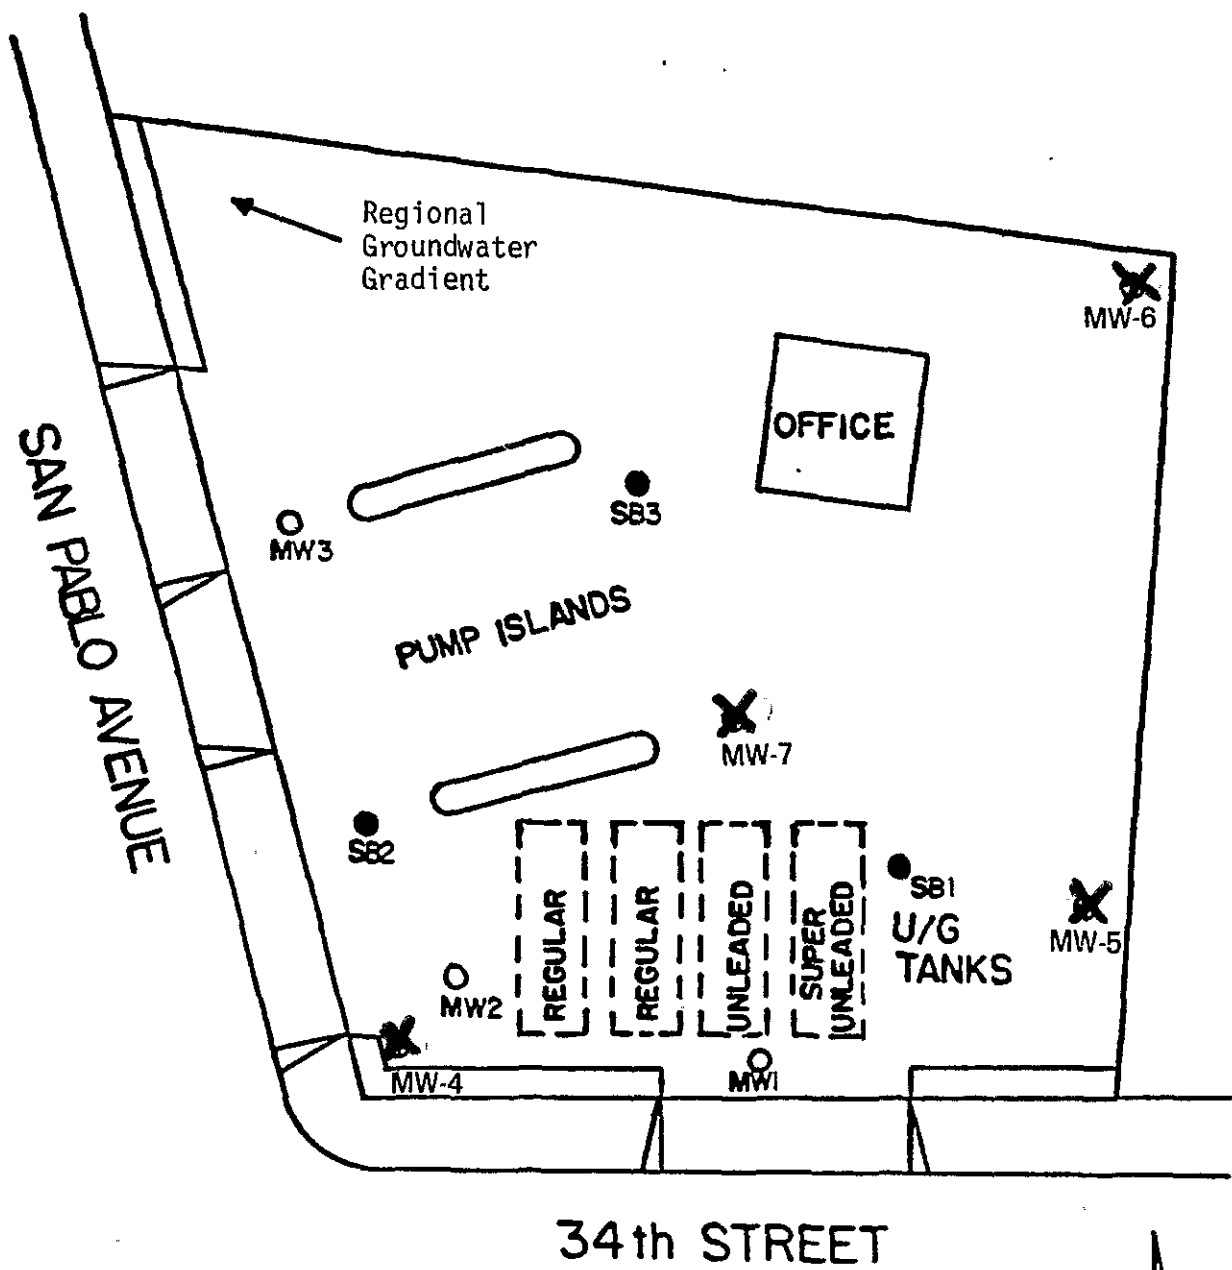 Regional
Groundwater
Gradient
MW-6
OFFICE
SAN PABLO AVENUE
SB3
MW3
PUMP ISLANDS
MW-7
SB2
REGULAR
REGULAR
UNLEADED
SUPER
UNLEADED
SB1
U/G
TANKS
MW-5
MW2
MW-4
MW1
34th STREET